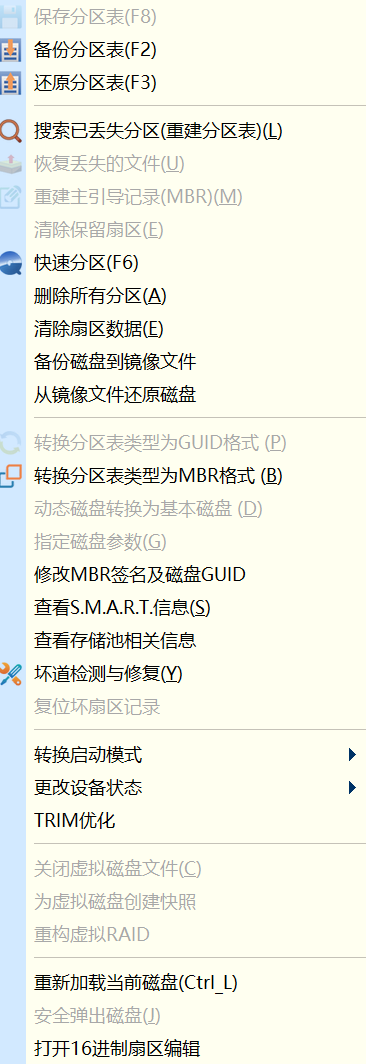 保存分区表(F8)
备份分区表(F2)
还原分区表(F3)
搜索已丢失分区(重建分区表)(L)
恢复丢失的文件(U)
重建主引导记录(MBR)(M)
清除保留扇区(E)
快速分区(F6)
删除所有分区(A)
清除扇区数据(E)
备份磁盘到镜像文件
从镜像文件还原磁盘
转换分区表类型为GUID格式 (P)
转换分区表类型为MBR格式 (B)
动态磁盘转换为基本磁盘 (D)
指定磁盘参数(G)
修改MBR签名及磁盘GUID
查看S.M.A.R.T.信息(S)
查看存储池相关信息
坏道检测与修复(Y)
复位坏扇区记录
转换启动模式
更改设备状态
TRIM优化
关闭虚拟磁盘文件(C)
为虚拟磁盘创建快照
重构虚拟RAID
重新加载当前磁盘(Ctrl_L)
安全弹出磁盘(J)
打开16进制扇区编辑